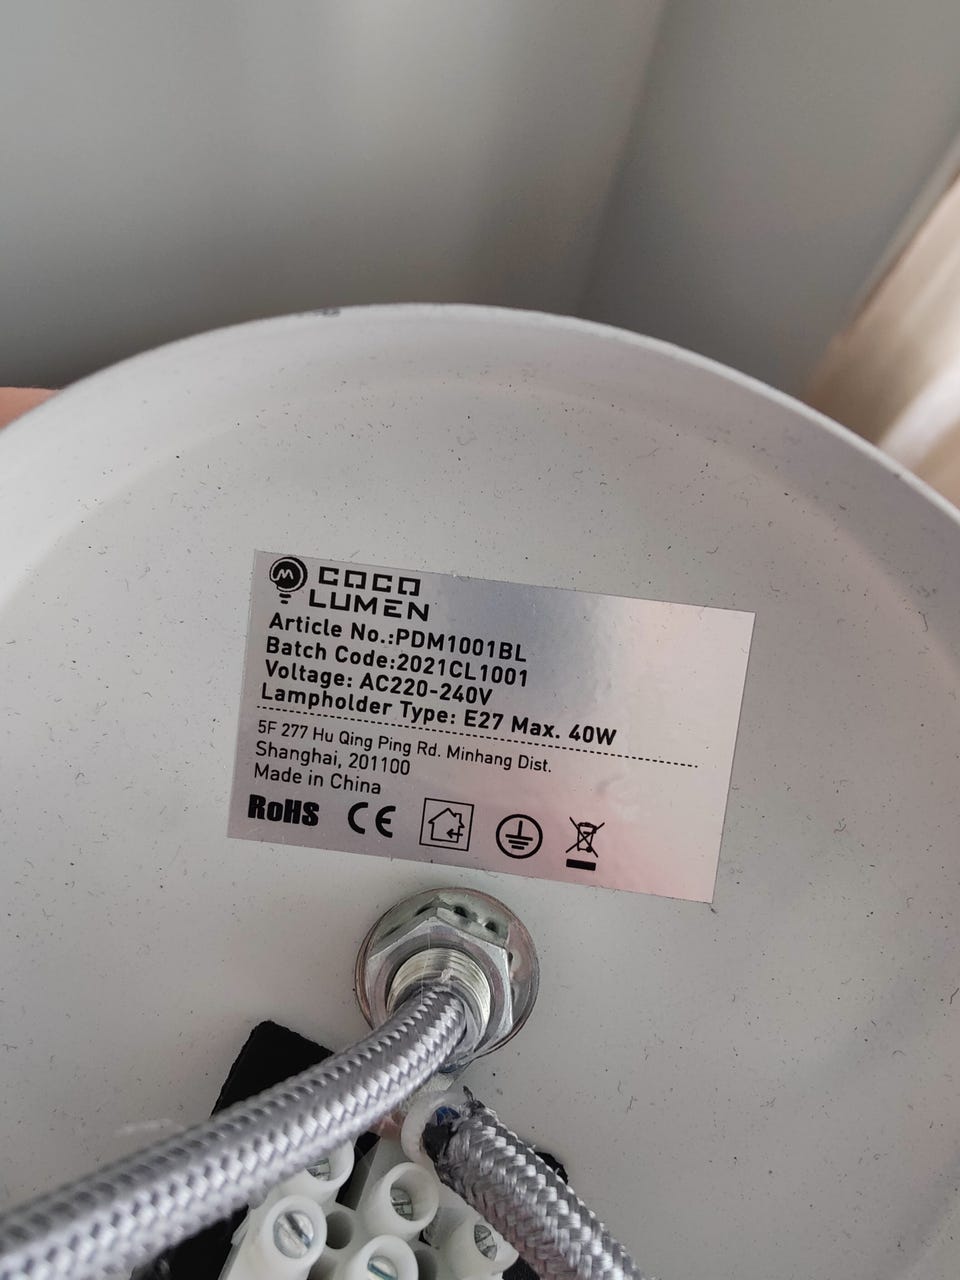 COCO
LUMEN
Article No.:PDM1001BL
Batch Code:2021CL1001
Voltage: AC220-240V
Lampholder Type: E27 Max. 40W
5F 277 Hu Qing Ping Rd. Minhang Dist.
Shanghai, 201100
Made in China
RoHS CE